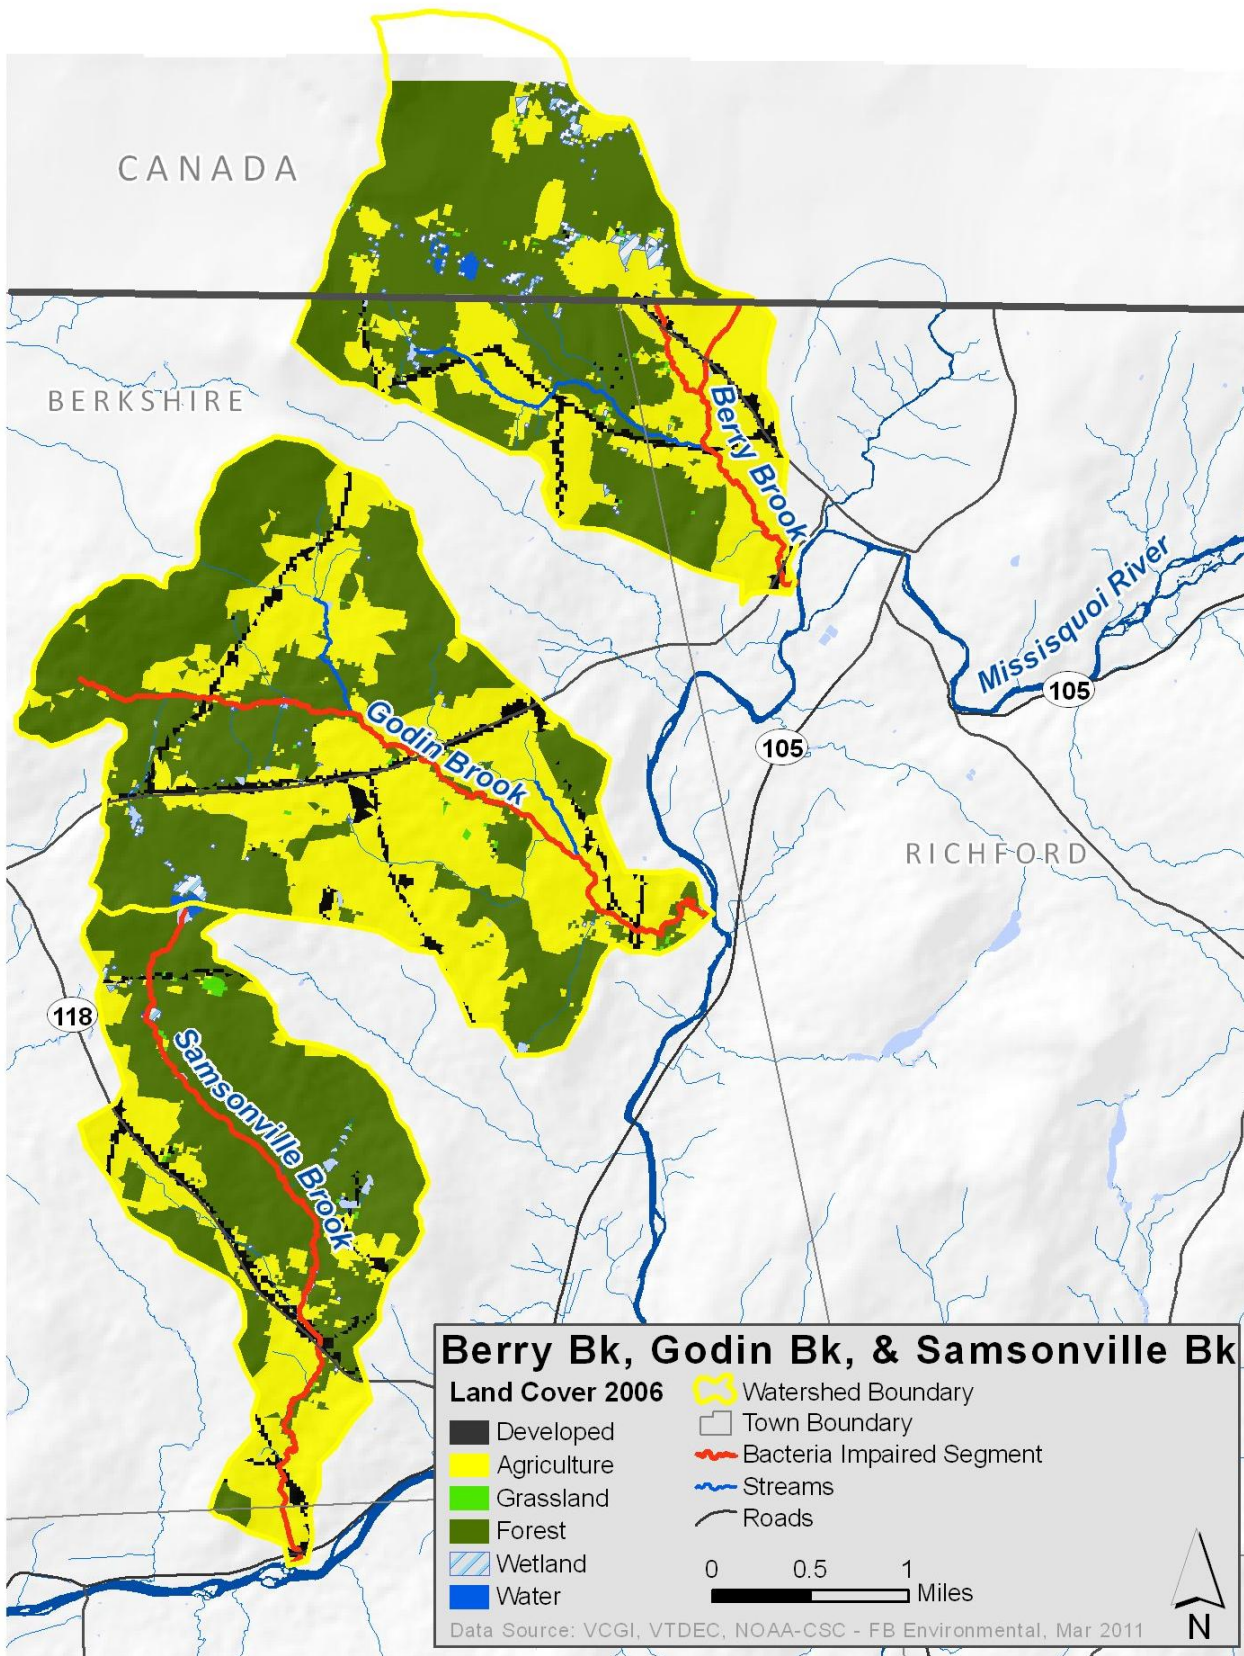 CANADA
BERKSHIRE
Berry Brook
Missisquoi River
105
Godin Brook
105
RICHFORD
118
Samsonville Brook
Berry Bk, Godin Bk, & Samsonville Bk
Land Cover 2006
Developed
Agriculture
Grassland
Forest
Wetland
Water
Watershed Boundary
Town Boundary
Bacteria Impaired Segment
Streams
Roads
0 0.5 1
Miles
N
Data Source: VCGI, VTDEC, NOAA-CSC - FB Environmental, Mar 2011